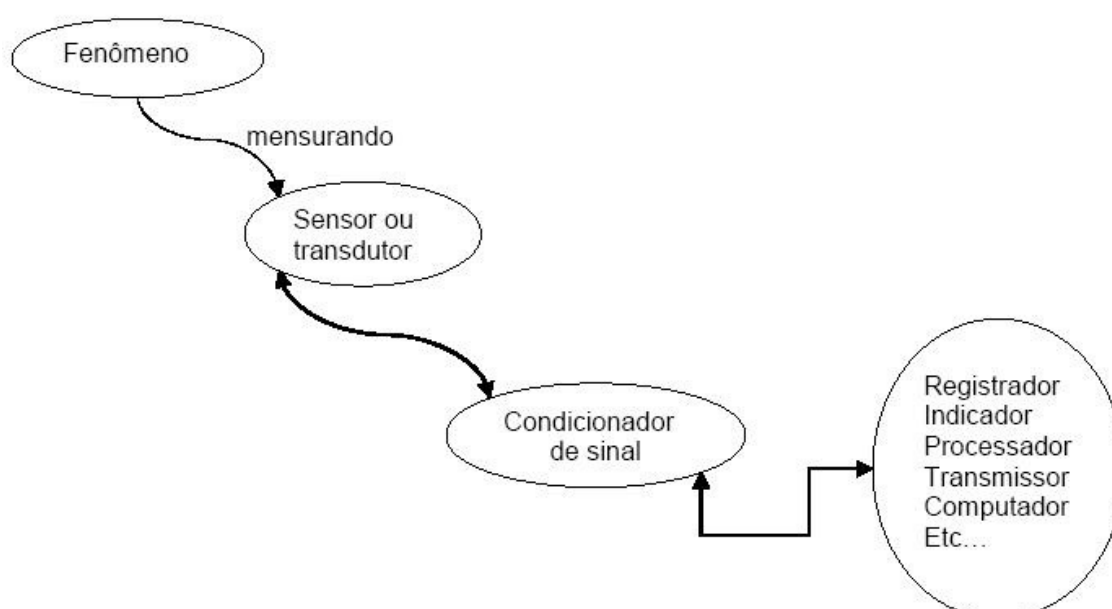 Fenômeno
mensurando
Sensor ou
transdutor
Condicionador
de sinal
Registrador
Indicador
Processador
Transmissor
Computador
Etc...